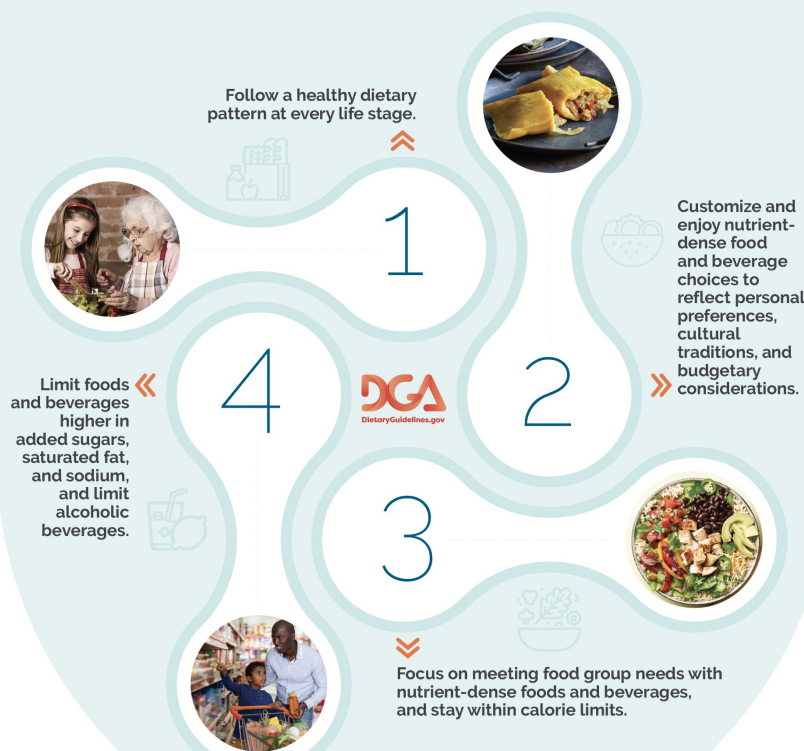 Follow a healthy dietary
pattern at every life stage.
1
Customize and
enjoy nutrient-
dense food
and beverage
choices to
reflect personal
preferences,
cultural
traditions, and
budgetary
considerations.
2
DGA
DietaryGuidelines.gov
3
Focus on meeting food group needs with
nutrient-dense foods and beverages,
and stay within calorie limits.
4
Limit foods
and beverages
higher in
added sugars,
saturated fat,
and sodium,
and limit
alcoholic
beverages.